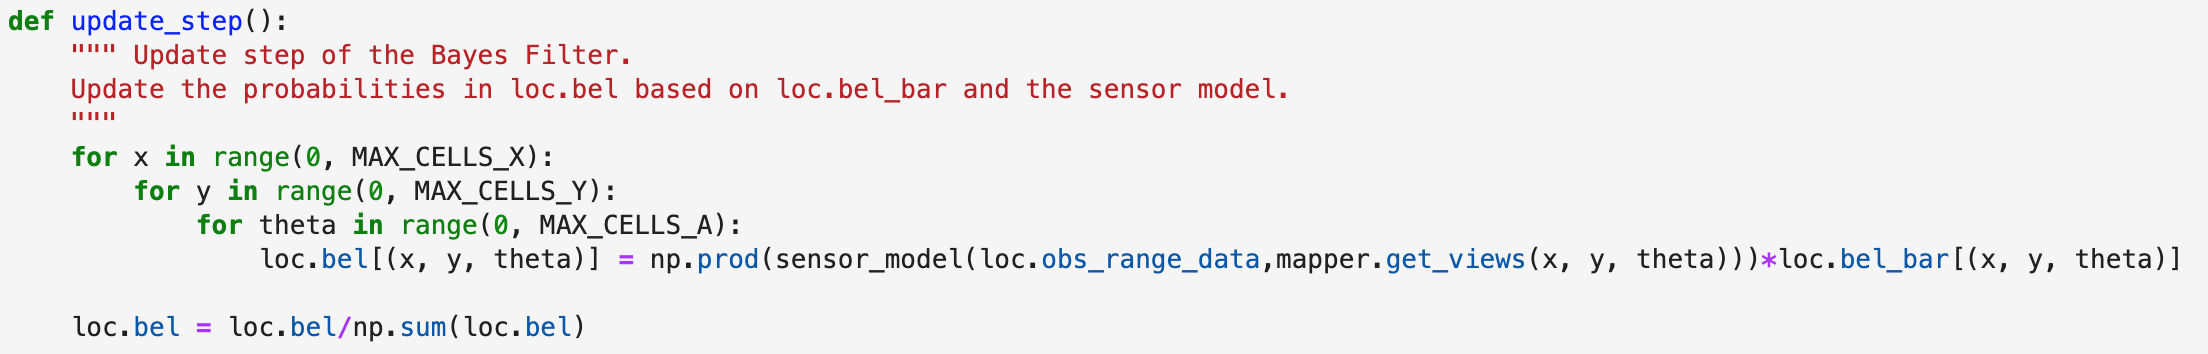 def update_step():
    """ Update step of the Bayes Filter.
    Update the probabilities in loc.bel based on loc.bel_bar and the sensor model.
    """
    for x in range(0, MAX_CELLS_X):
        for y in range(0, MAX_CELLS_Y):
            for theta in range(0, MAX_CELLS_A):
                loc.bel[(x, y, theta)] = np.prod(sensor_model(loc.obs_range_data,mapper.get_views(x, y, theta)))*loc.bel_bar[(x, y, theta)]
    loc.bel = loc.bel/np.sum(loc.bel)